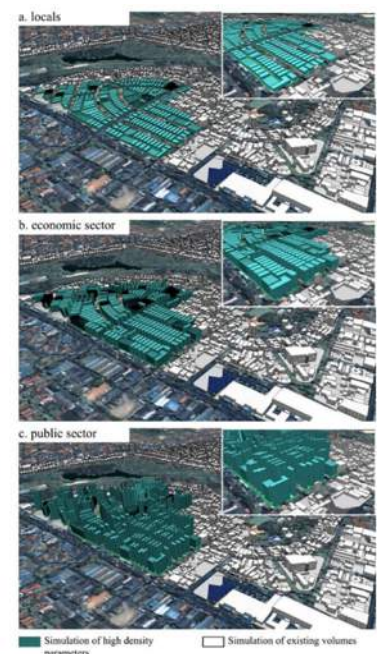 a. locals
b. economic sector
c. public sector
Simulation of high density
parameters
Simulation of existing volumes